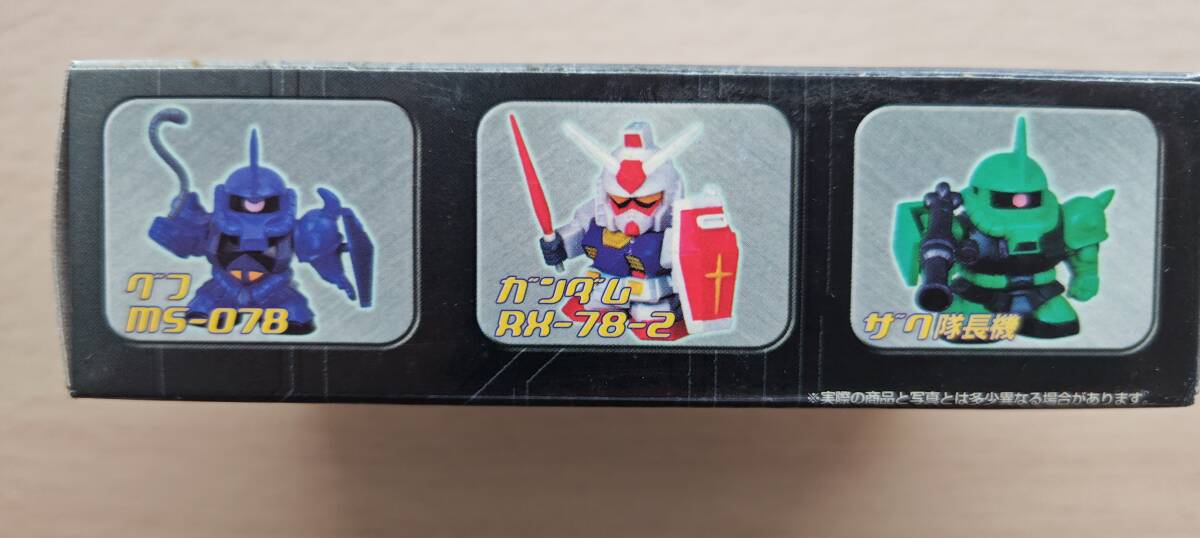 グフ
MS-07B
ガンダム
RX-78-2
ザク隊長機
※実際の商品と写真とは多少異なる場合があります